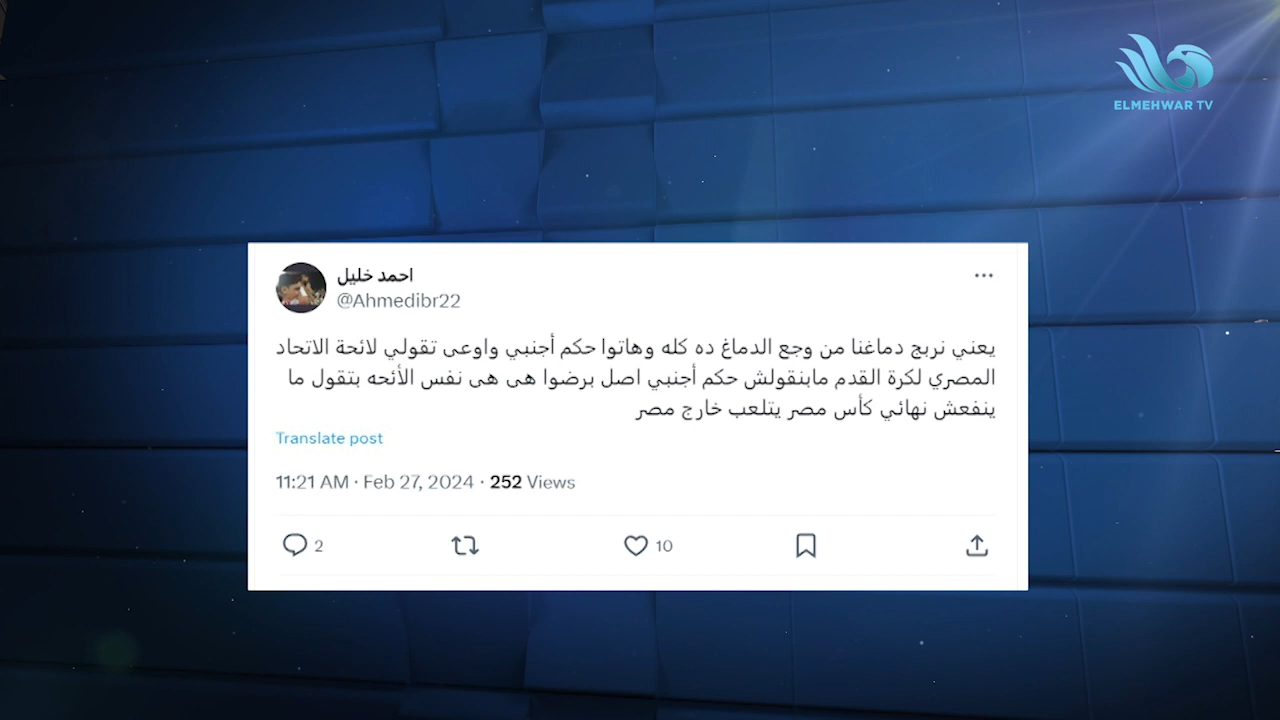 ELMEHWAR TV
احمد خليل
@Ahmedibr22
يعني نربج دماغنا من وجع الدماغ ده كله وهاتوا حكم أجنبي واوعى تقولي لائحة الاتحاد
المصري لكرة القدم مابنقولش حكم أجنبي اصل برضوا هى هى نفس الأئحه بتقول ما
ينفعش نهائي كأس مصر يتلعب خارج مصر
Translate post
11:21 AM · Feb 27, 2024 · 252 Views
2
10